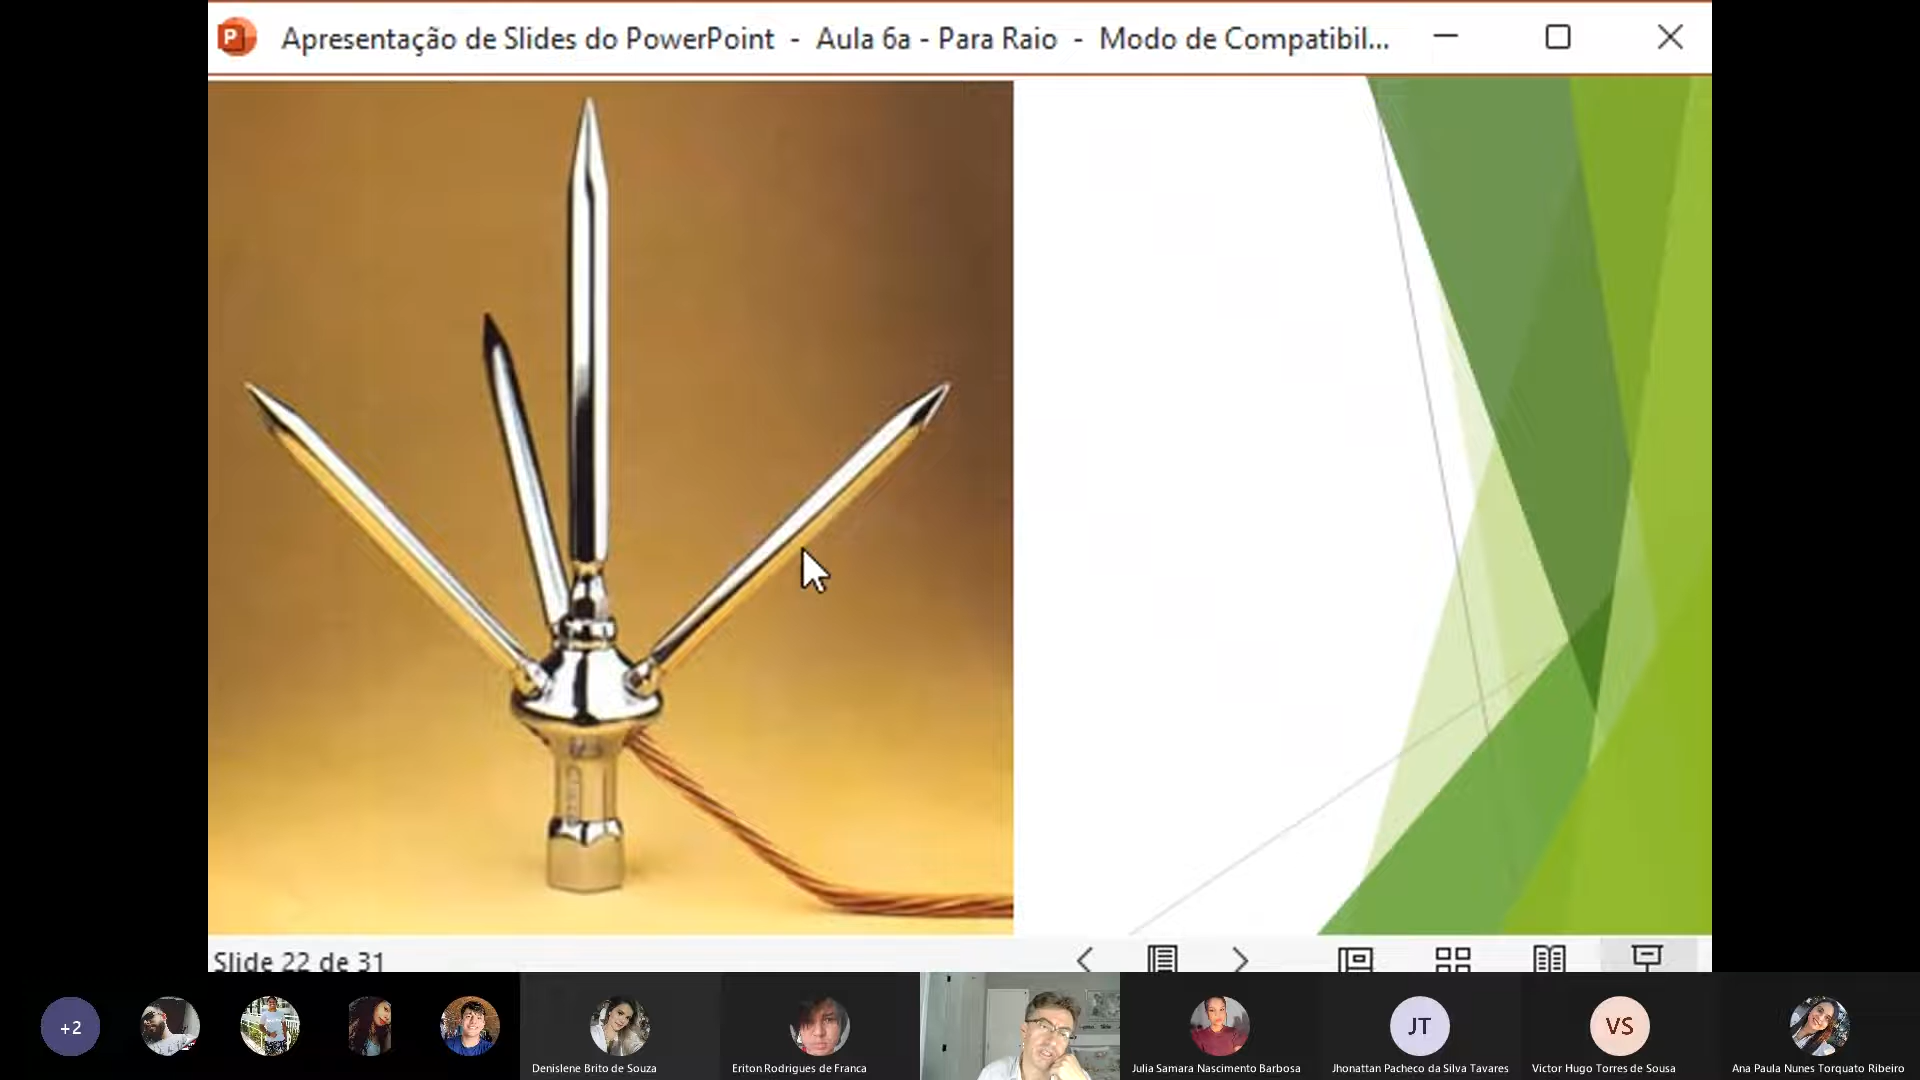 Apresentação de Slides do PowerPoint - Aula 6a - Para Raio - Modo de Compatibil...
Slide 22 de 31
+2
Denislene Brito de Souza
Eriton Rodrigues de Franca
Julia Samara Nascimento Barbosa
JT
Jhonattan Pacheco da Silva Tavares
VS
Victor Hugo Torres de Sousa
Ana Paula Nunes Torquato Ribeiro